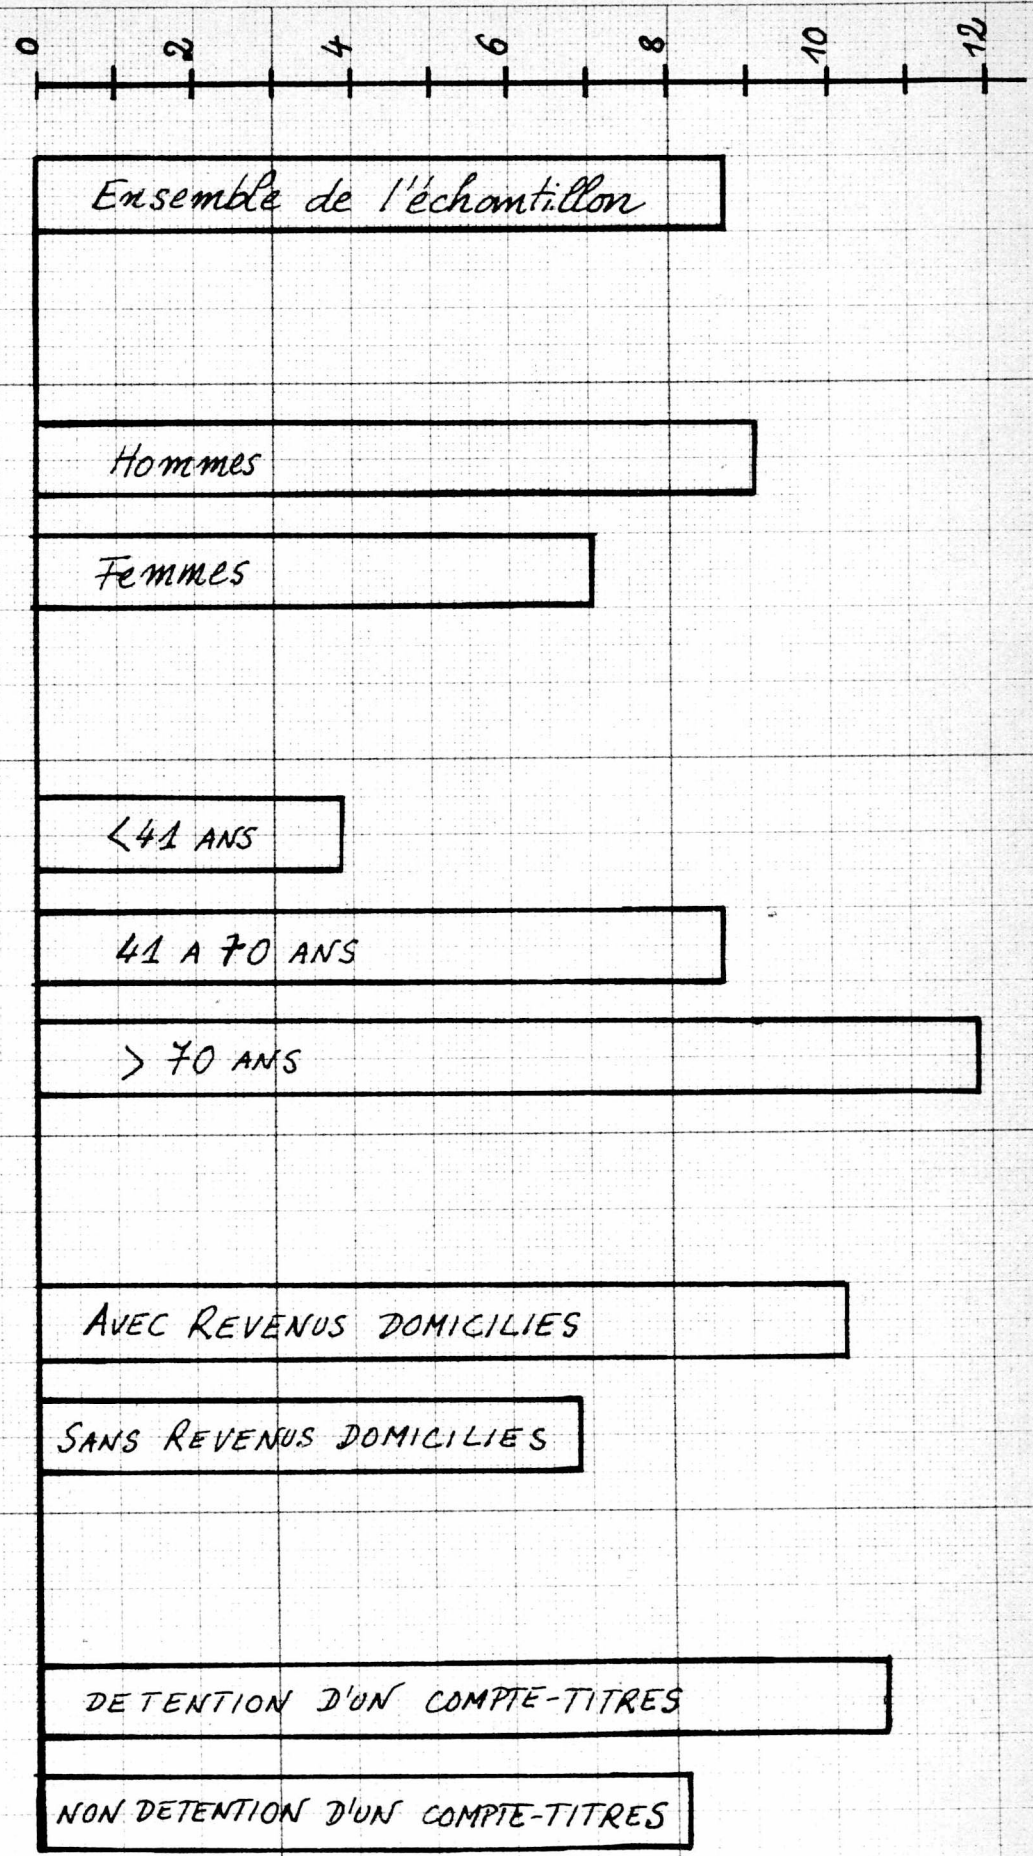 0 2 4 6 8 10 12
Ensemble de l'échantillon
Hommes
Femmes
<41 ANS
41 A 70 ANS
> 70 ANS
AVEC REVENUS DOMICILIES
SANS REVENUS DOMICILIES
DETENTION D'UN COMPTE-TITRES
NON DETENTION D'UN COMPTE-TITRES